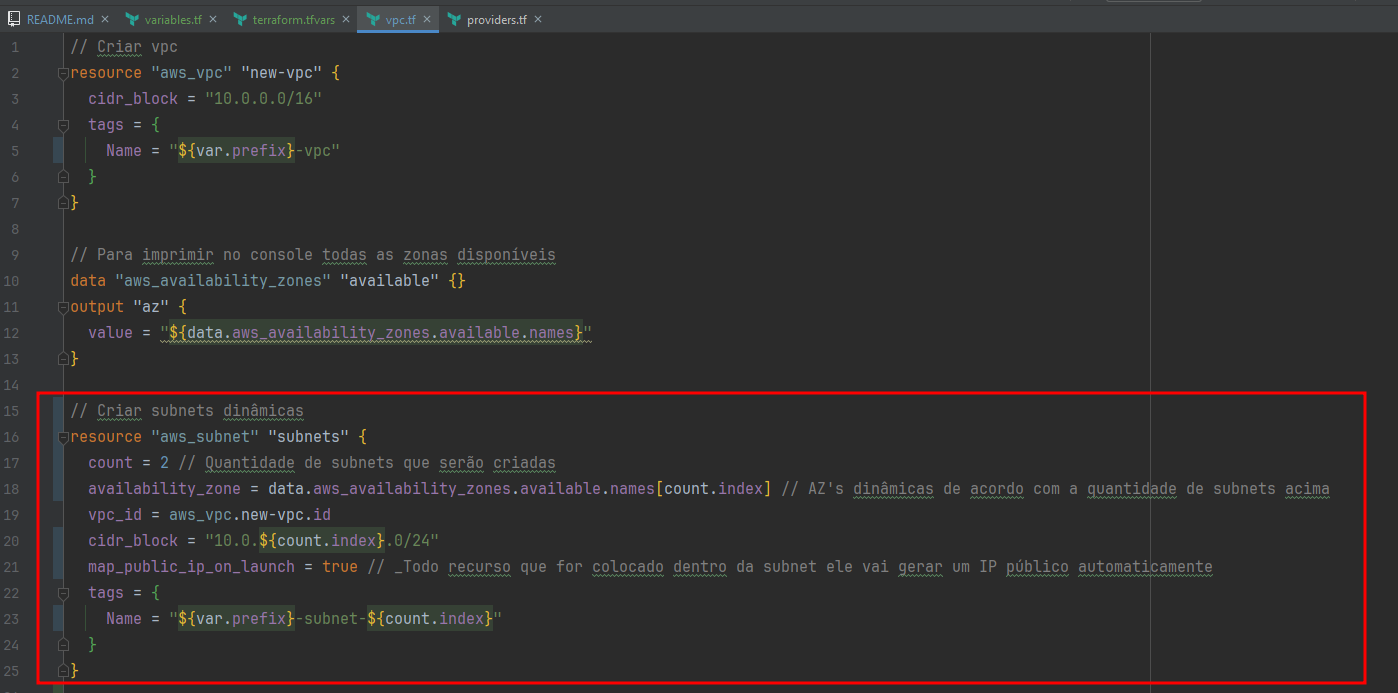 README.md × variables.tf × terraform.tfvars × vpc.tf × providers.tf ×
1 // Criar vpc
2 resource "aws_vpc" "new-vpc" {
3   cidr_block = "10.0.0.0/16"
4   tags = {
5     Name = "${var.prefix}-vpc"
6   }
7 }
8
9 // Para imprimir no console todas as zonas disponíveis
10 data "aws_availability_zones" "available" {}
11 output "az" {
12   value = "${data.aws_availability_zones.available.names}"
13 }
14
15 // Criar subnets dinâmicas
16 resource "aws_subnet" "subnets" {
17   count = 2 // Quantidade de subnets que serão criadas
18   availability_zone = data.aws_availability_zones.available.names[count.index] // AZ's dinâmicas de acordo com a quantidade de subnets acima
19   vpc_id = aws_vpc.new-vpc.id
20   cidr_block = "10.0.${count.index}.0/24"
21   map_public_ip_on_launch = true // _Todo recurso que for colocado dentro da subnet ele vai gerar um IP público automaticamente
22   tags = {
23     Name = "${var.prefix}-subnet-${count.index}"
24   }
25 }